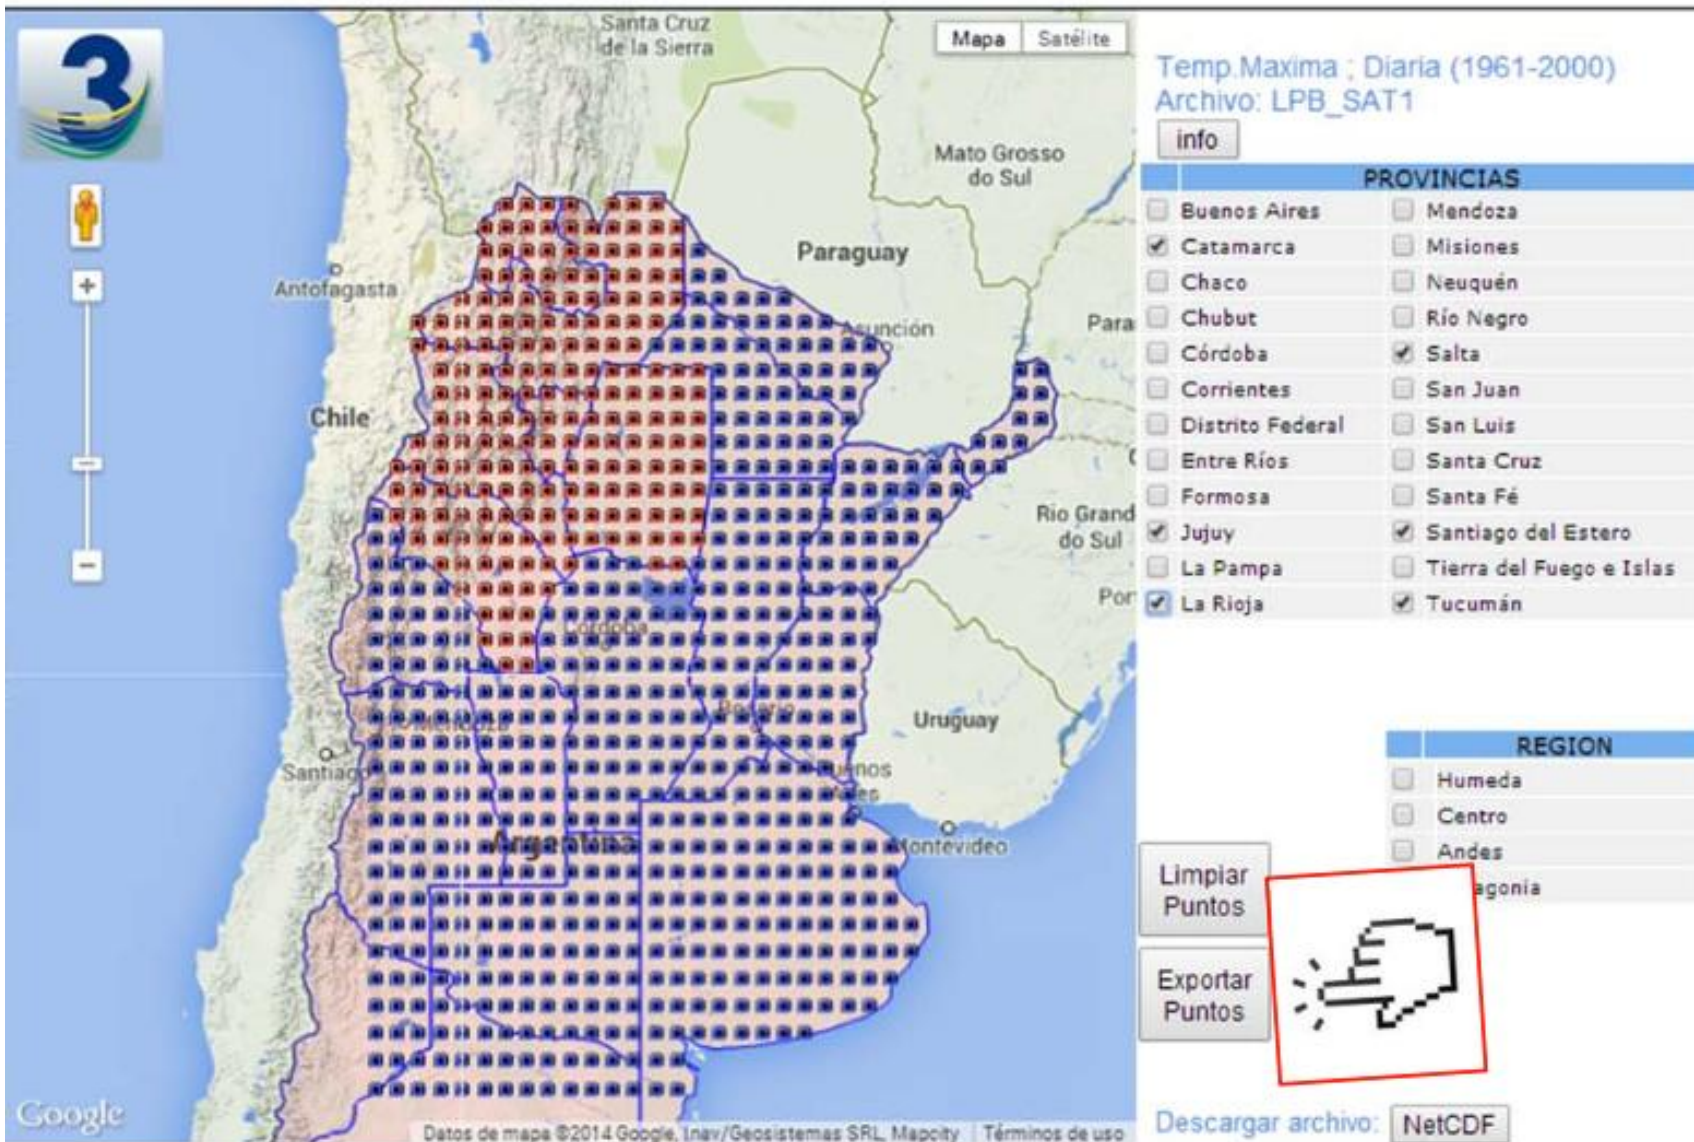 3
Santa Cruz
de la Sierra
Mapa
Satélite
Mato Grosso
do Sul
Paraguay
Antofagasta
Asunción
Para
Chile
Rio Grand
do Sul
Por
Córdoba
Rosario
Uruguay
Santiago
Buenos
Aires
Argentina
Montevideo
Google
Datos de mapa ©2014 Google, Inav/Geosistemas SRL, Mapcity
Términos de uso
Temp.Maxima ; Diaria (1961-2000)
Archivo: LPB_SAT1
info
PROVINCIAS
Buenos Aires
Mendoza
Catamarca
Misiones
Chaco
Neuquén
Chubut
Río Negro
Córdoba
Salta
Corrientes
San Juan
Distrito Federal
San Luis
Entre Ríos
Santa Cruz
Formosa
Santa Fé
Jujuy
Santiago del Estero
La Pampa
Tierra del Fuego e Islas
La Rioja
Tucumán
REGION
Humeda
Centro
Andes
agonia
Limpiar
Puntos
Exportar
Puntos
Descargar archivo:
NetCDF